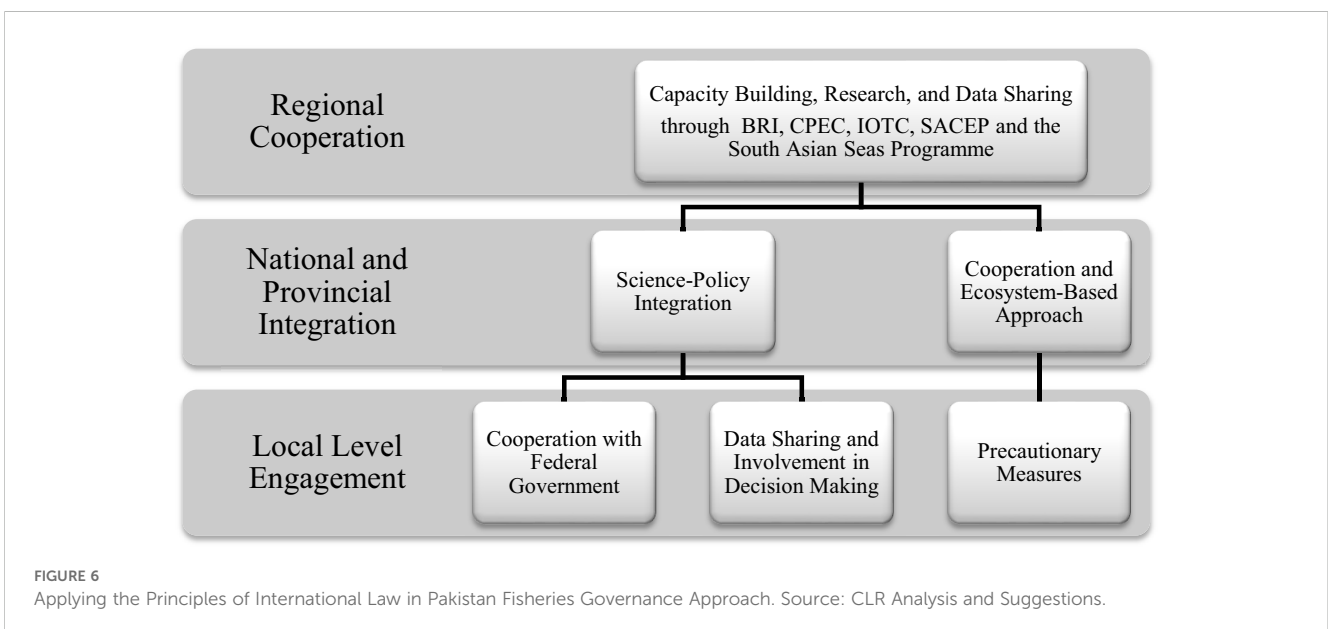 Regional
Cooperation
Capacity Building, Research, and Data Sharing
through BRI, CPEC, IOTC, SACEP and the
South Asian Seas Programme
National and
Provincial
Integration
Science-Policy
Integration
Cooperation and
Ecosystem-Based
Approach
Local Level
Engagement
Cooperation with
Federal
Government
Data Sharing and
Involvement in
Decision Making
Precautionary
Measures
FIGURE 6
Applying the Principles of International Law in Pakistan Fisheries Governance Approach. Source: CLR Analysis and Suggestions.